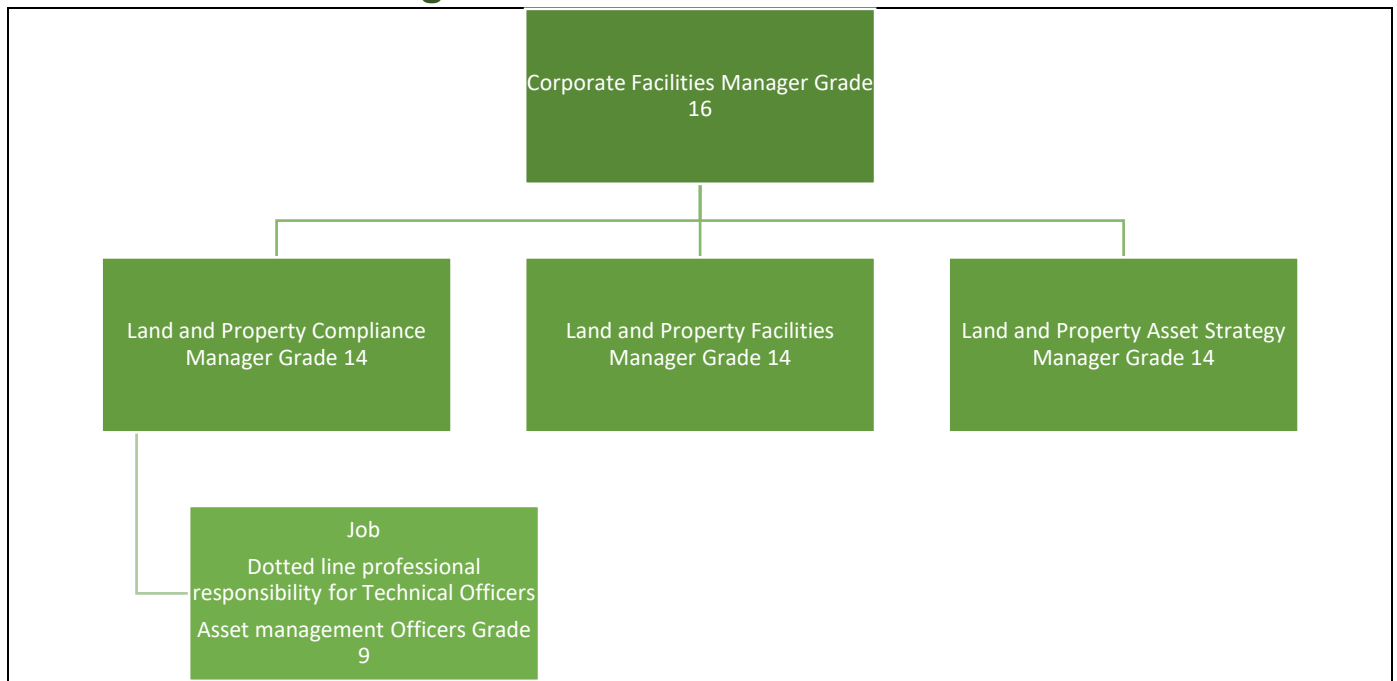 Corporate Facilities Manager Grade
16
Land and Property Compliance
Manager Grade 14
Land and Property Facilities
Manager Grade 14
Land and Property Asset Strategy
Manager Grade 14
Job
Dotted line professional
responsibility for Technical Officers
Asset management Officers Grade
9